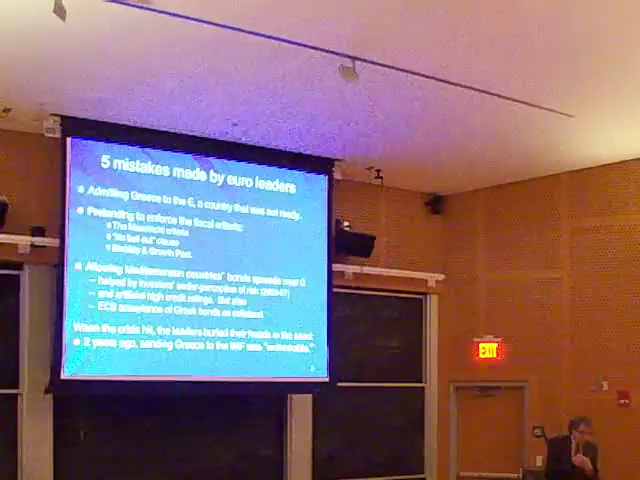 5 mistakes made by euro leaders
Admitting Greece to the €, a country that was not ready.
Pretending to enforce the fiscal criteria:
The Maastricht criteria
"No bail out" clause
Stability & Growth Pact.
Allowing Mediterranean countries' bonds spreads near 0
– helped by investors' under-perception of risk
– and artificial high credit ratings. But also
– ECB acceptance of Greek bonds as collateral.
When the crisis hit, the leaders buried their heads in the sand:
2 years ago, sending Greece to the IMF was "unthinkable."
EXIT